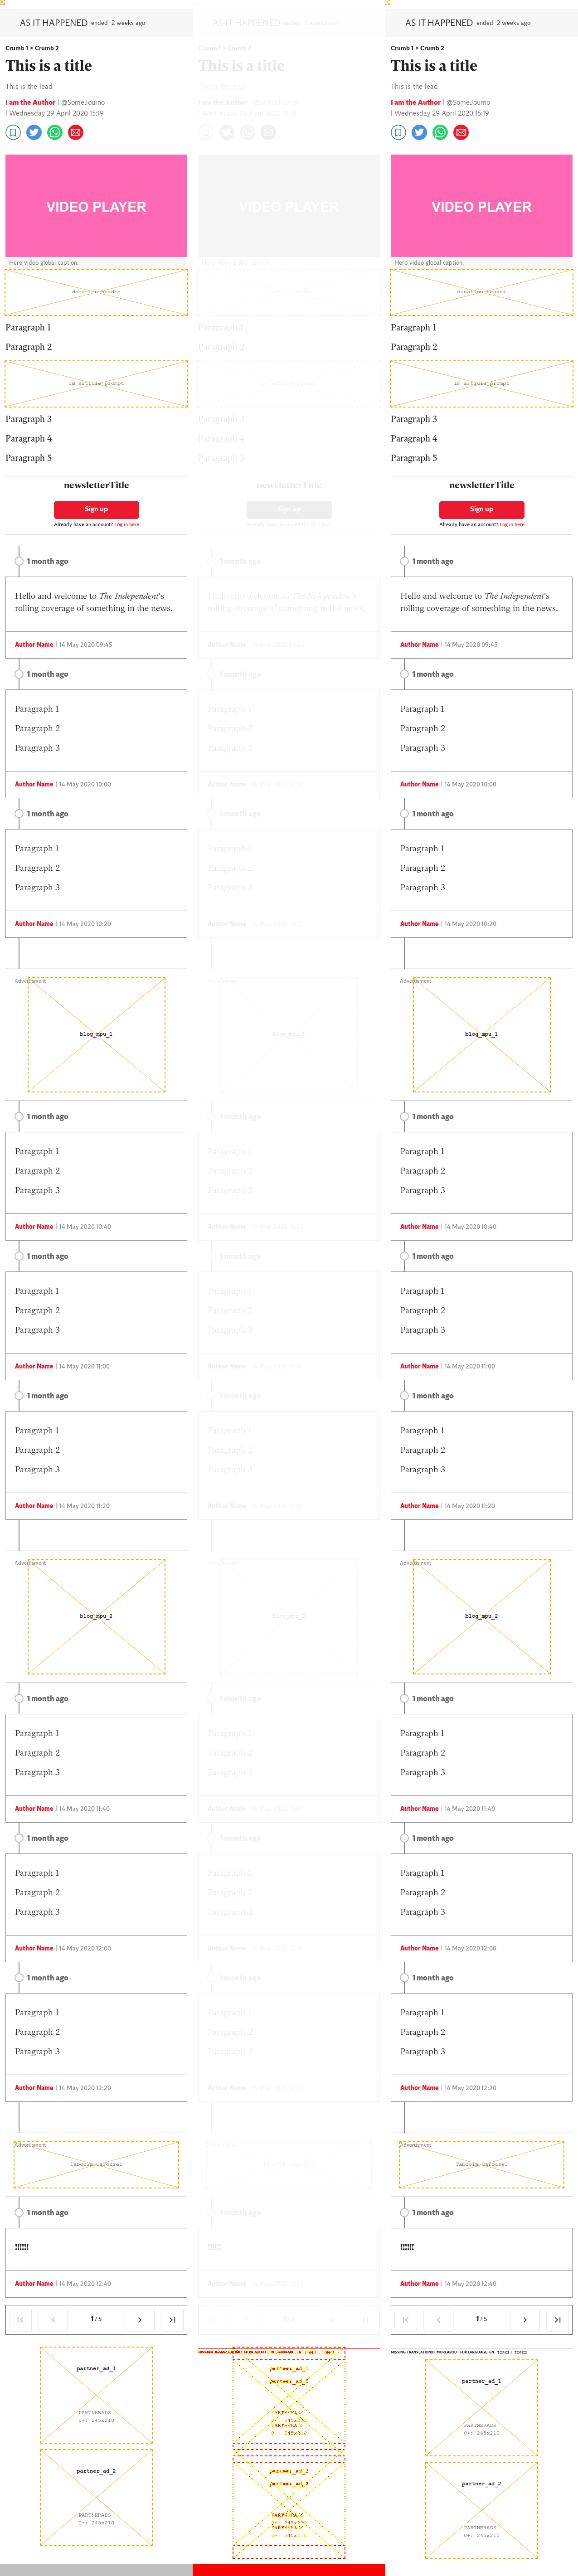 AS IT HAPPENED ended 2 weeks ago
Crumb 1 > Crumb 2
This is a title
This is the lead
I am the Author | @SomeJourno
| Wednesday 29 April 2020 15:19
VIDEO PLAYER
Hero video global caption.
donation header
Paragraph 1
Paragraph 2
im article prompt
Paragraph 3
Paragraph 4
Paragraph 5
newsletterTitle
Sign up
Already have an account? Log in here
1 month ago
Hello and welcome to The Independent's
rolling coverage of something in the news.
Author Name | 14 May 2020 09:45
1 month ago
Paragraph 1
Paragraph 2
Paragraph 3
Author Name | 14 May 2020 10:00
1 month ago
Paragraph 1
Paragraph 2
Paragraph 3
Author Name | 14 May 2020 10:20
Advertisement
blog_mpu_1
1 month ago
Paragraph 1
Paragraph 2
Paragraph 3
Author Name | 14 May 2020 10:40
1 month ago
Paragraph 1
Paragraph 2
Paragraph 3
Author Name | 14 May 2020 11:00
1 month ago
Paragraph 1
Paragraph 2
Paragraph 3
Author Name | 14 May 2020 11:20
Advertisement
blog_mpu_2
1 month ago
Paragraph 1
Paragraph 2
Paragraph 3
Author Name | 14 May 2020 11:40
1 month ago
Paragraph 1
Paragraph 2
Paragraph 3
Author Name | 14 May 2020 12:00
1 month ago
Paragraph 1
Paragraph 2
Paragraph 3
Author Name | 14 May 2020 12:20
Advertisement
Taboola Carousel
1 month ago
!!!!!!
Author Name | 14 May 2020 12:40
1 / 5
partner_ad_1
PARTNERADS
0+: 245x210
partner_ad_2
PARTNERADS
0+: 245x210
AS IT HAPPENED ended 2 weeks ago
Crumb 1 > Crumb 2
This is a title
This is the lead
I am the Author | @SomeJourno
| Wednesday 29 April 2020 15:19
VIDEO PLAYER
Hero video global caption.
donation header
Paragraph 1
Paragraph 2
im article prompt
Paragraph 3
Paragraph 4
Paragraph 5
newsletterTitle
Sign up
Already have an account? Log in here
1 month ago
Hello and welcome to The Independent's
rolling coverage of something in the news.
Author Name | 14 May 2020 09:45
1 month ago
Paragraph 1
Paragraph 2
Paragraph 3
Author Name | 14 May 2020 10:00
1 month ago
Paragraph 1
Paragraph 2
Paragraph 3
Author Name | 14 May 2020 10:20
Advertisement
blog_mpu_1
1 month ago
Paragraph 1
Paragraph 2
Paragraph 3
Author Name | 14 May 2020 10:40
1 month ago
Paragraph 1
Paragraph 2
Paragraph 3
Author Name | 14 May 2020 11:00
1 month ago
Paragraph 1
Paragraph 2
Paragraph 3
Author Name | 14 May 2020 11:20
Advertisement
blog_mpu_2
1 month ago
Paragraph 1
Paragraph 2
Paragraph 3
Author Name | 14 May 2020 11:40
1 month ago
Paragraph 1
Paragraph 2
Paragraph 3
Author Name | 14 May 2020 12:00
1 month ago
Paragraph 1
Paragraph 2
Paragraph 3
Author Name | 14 May 2020 12:20
Advertisement
Taboola Carousel
1 month ago
!!!!!!
Author Name | 14 May 2020 12:40
1 / 5
partner_ad_1
partner_ad_1
PARTNERADS
PARTNERADS
partner_ad_2
partner_ad_2
PARTNERADS
PARTNERADS
AS IT HAPPENED ended 2 weeks ago
Crumb 1 > Crumb 2
This is a title
This is the lead
I am the Author | @SomeJourno
| Wednesday 29 April 2020 15:19
VIDEO PLAYER
Hero video global caption.
donation header
Paragraph 1
Paragraph 2
im article prompt
Paragraph 3
Paragraph 4
Paragraph 5
newsletterTitle
Sign up
Already have an account? Log in here
1 month ago
Hello and welcome to The Independent's
rolling coverage of something in the news.
Author Name | 14 May 2020 09:45
1 month ago
Paragraph 1
Paragraph 2
Paragraph 3
Author Name | 14 May 2020 10:00
1 month ago
Paragraph 1
Paragraph 2
Paragraph 3
Author Name | 14 May 2020 10:20
Advertisement
blog_mpu_1
1 month ago
Paragraph 1
Paragraph 2
Paragraph 3
Author Name | 14 May 2020 10:40
1 month ago
Paragraph 1
Paragraph 2
Paragraph 3
Author Name | 14 May 2020 11:00
1 month ago
Paragraph 1
Paragraph 2
Paragraph 3
Author Name | 14 May 2020 11:20
Advertisement
blog_mpu_2
1 month ago
Paragraph 1
Paragraph 2
Paragraph 3
Author Name | 14 May 2020 11:40
1 month ago
Paragraph 1
Paragraph 2
Paragraph 3
Author Name | 14 May 2020 12:00
1 month ago
Paragraph 1
Paragraph 2
Paragraph 3
Author Name | 14 May 2020 12:20
Advertisement
Taboola Carousel
1 month ago
!!!!!!
Author Name | 14 May 2020 12:40
1 / 5
MISSING TRANSLATIONID: MOREABOUT FOR LANGUAGE: EN TOPIC1 | TOPIC2
partner_ad_1
PARTNERADS
0+: 245x210
partner_ad_2
PARTNERADS
0+: 245x210